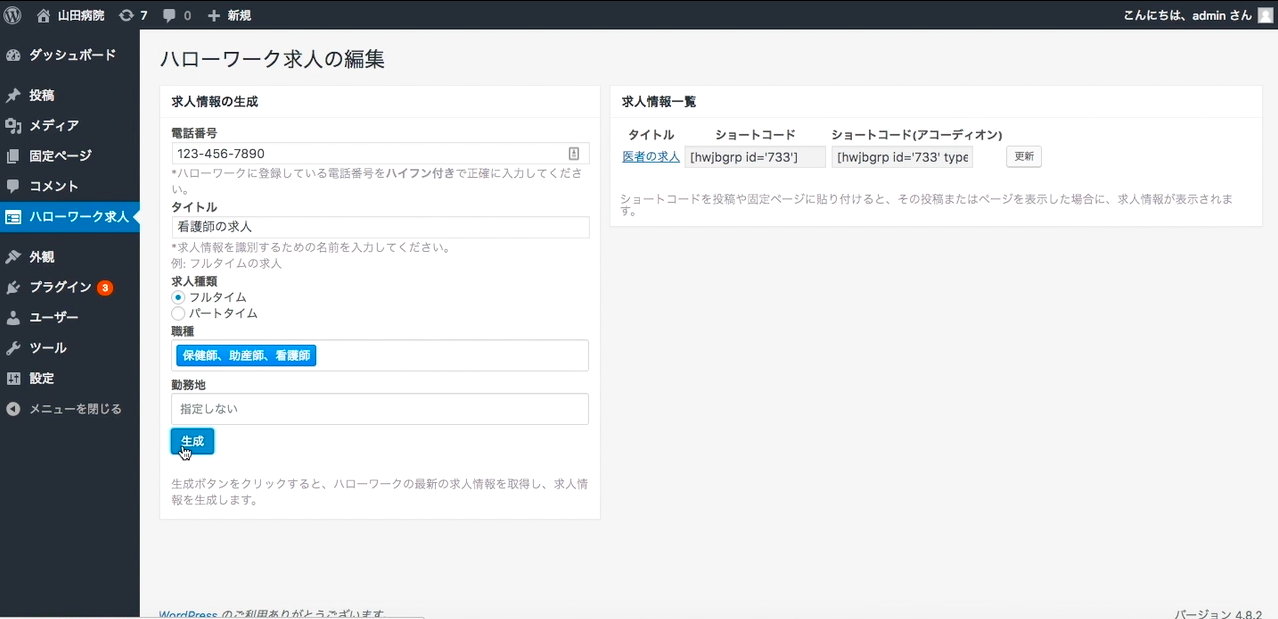 山田病院 7 0 新規 こんにちは、admin さん
ダッシュボード
投稿
メディア
固定ページ
コメント
ハローワーク求人
外観
プラグイン 3
ユーザー
ツール
設定
メニューを閉じる
ハローワーク求人の編集
求人情報の生成
電話番号
123-456-7890
*ハローワークに登録している電話番号をハイフン付きで正確に入力してくださ
い。
タイトル
看護師の求人
*求人情報を識別するための名前を入力してください。
例: フルタイムの求人
求人種類
フルタイム
パートタイム
職種
保健師、助産師、看護師
勤務地
指定しない
生成
生成ボタンをクリックすると、ハローワークの最新の求人情報を取得し、求人情
報を生成します。
求人情報一覧
タイトル ショートコード ショートコード(アコーディオン)
医者の求人 [hwjbgrp id='733'] [hwjbgrp id='733' type 更新
ショートコードを投稿や固定ページに貼り付けると、その投稿またはページを表示した場合に、求人情報が表示されま
す。
WordPress のご利用ありがとうございます。
バージョン 4.8.2